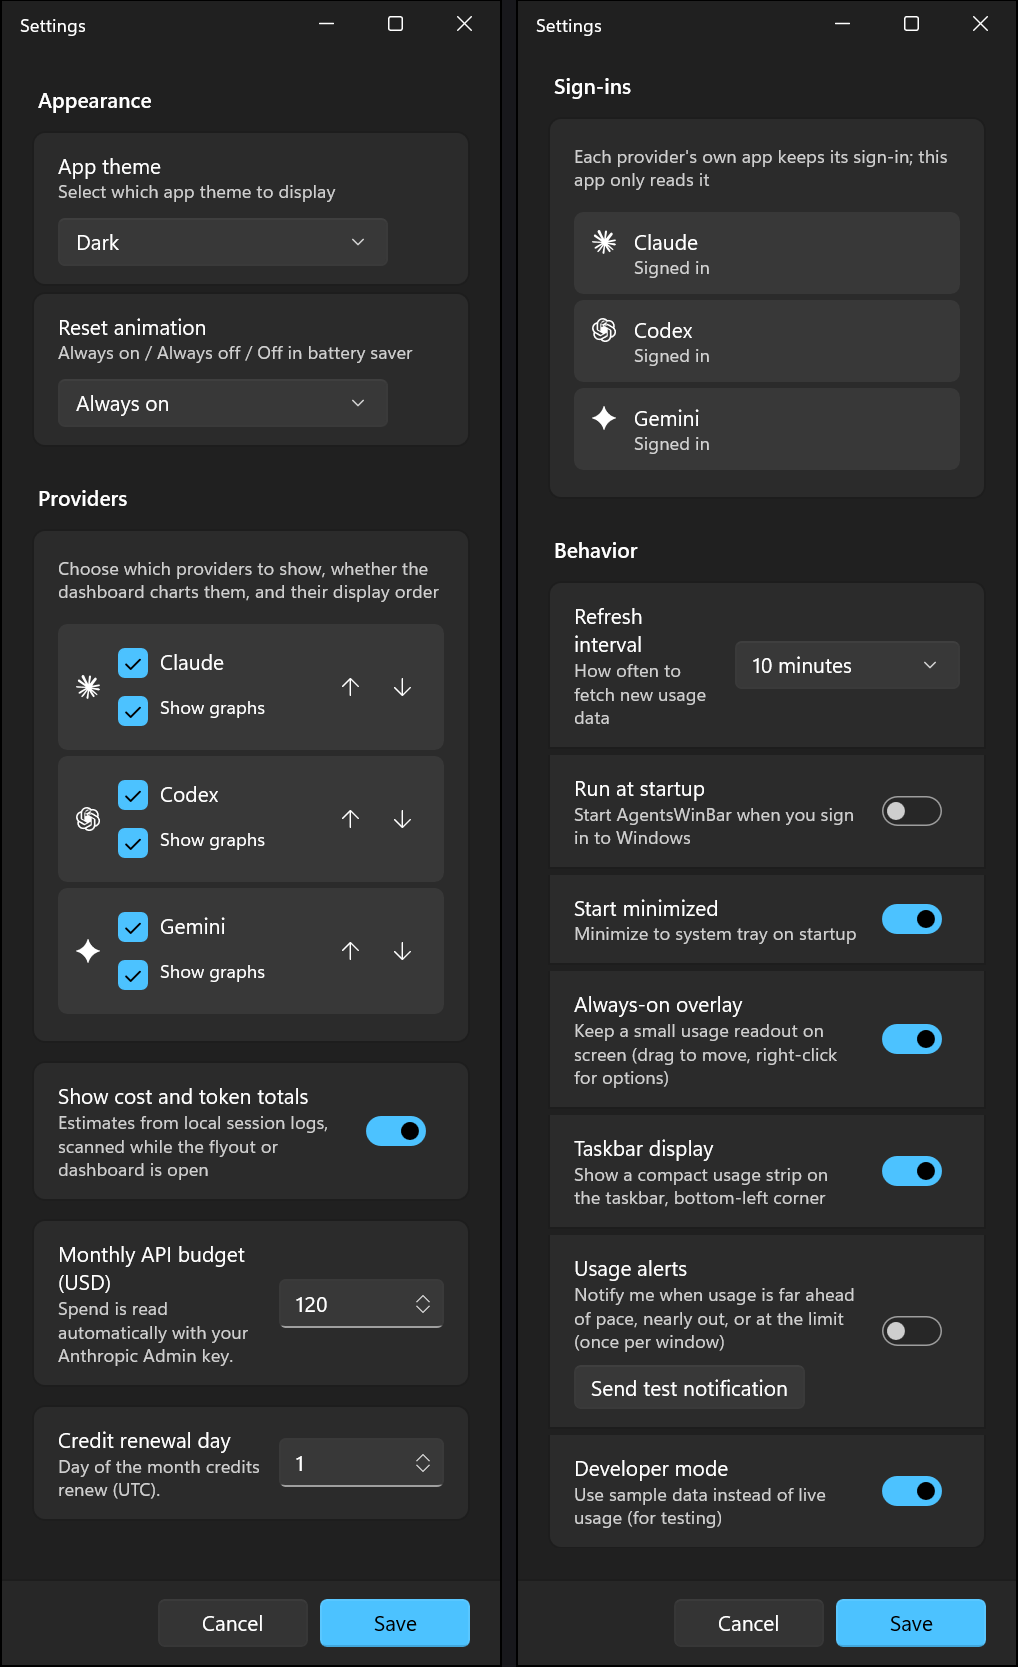 Settings
Appearance
App theme
Select which app theme to display
Dark
Reset animation
Always on / Always off / Off in battery saver
Always on
Providers
Choose which providers to show, whether the
dashboard charts them, and their display order
Claude
Show graphs
Codex
Show graphs
Gemini
Show graphs
Show cost and token totals
Estimates from local session logs,
scanned while the flyout or
dashboard is open
Monthly API budget
(USD)
Spend is read
automatically with your
Anthropic Admin key.
120
Credit renewal day
Day of the month credits
renew (UTC).
1
Cancel
Save
Settings
Sign-ins
Each provider's own app keeps its sign-in; this
app only reads it
Claude
Signed in
Codex
Signed in
Gemini
Signed in
Behavior
Refresh
interval
How often to
fetch new usage
data
10 minutes
Run at startup
Start AgentsWinBar when you sign
in to Windows
Start minimized
Minimize to system tray on startup
Always-on overlay
Keep a small usage readout on
screen (drag to move, right-click
for options)
Taskbar display
Show a compact usage strip on
the taskbar, bottom-left corner
Usage alerts
Notify me when usage is far ahead
of pace, nearly out, or at the limit
(once per window)
Send test notification
Developer mode
Use sample data instead of live
usage (for testing)
Cancel
Save